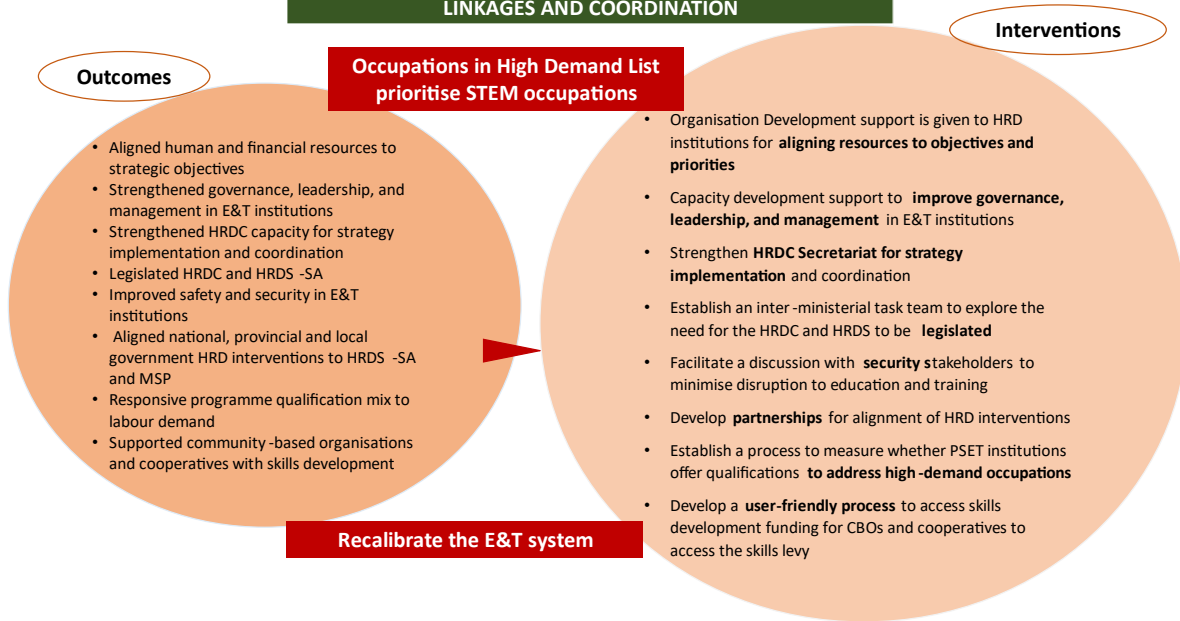 LINKAGES AND COORDINATION
Outcomes
Occupations in High Demand List
prioritise STEM occupations
Interventions
• Aligned human and financial resources to
strategic objectives
• Strengthened governance, leadership, and
management in E&T institutions
• Strengthened HRDC capacity for strategy
implementation and coordination
• Legislated HRDC and HRDS -SA
• Improved safety and security in E&T
institutions
• Aligned national, provincial and local
government HRD interventions to HRDS -SA
and MSP
• Responsive programme qualification mix to
labour demand
• Supported community -based organisations
and cooperatives with skills development
• Organisation Development support is given to HRD
institutions for aligning resources to objectives and
priorities
• Capacity development support to improve governance,
leadership, and management in E&T institutions
• Strengthen HRDC Secretariat for strategy
implementation and coordination
• Establish an inter -ministerial task team to explore the
need for the HRDC and HRDS to be legislated
• Facilitate a discussion with security stakeholders to
minimise disruption to education and training
• Develop partnerships for alignment of HRD interventions
• Establish a process to measure whether PSET institutions
offer qualifications to address high -demand occupations
• Develop a user-friendly process to access skills
development funding for CBOs and cooperatives to
access the skills levy
Recalibrate the E&T system